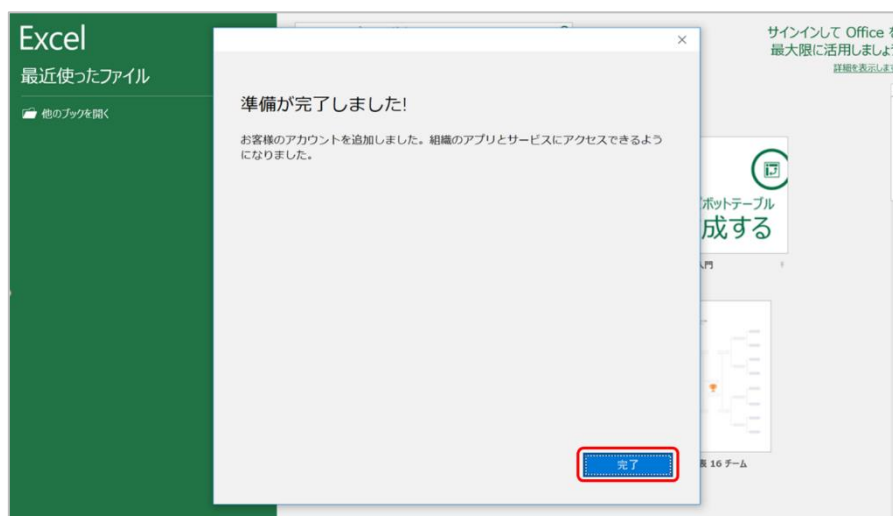 Excel
最近使ったファイル
他のブックを開く
準備が完了しました!
お客様のアカウントを追加しました。組織のアプリとサービスにアクセスできるよう
になりました。
完了
サインインして Office を
最大限に活用しましょ
詳細を表示しま
ボットテーブル
成する
入門
表 16 チーム